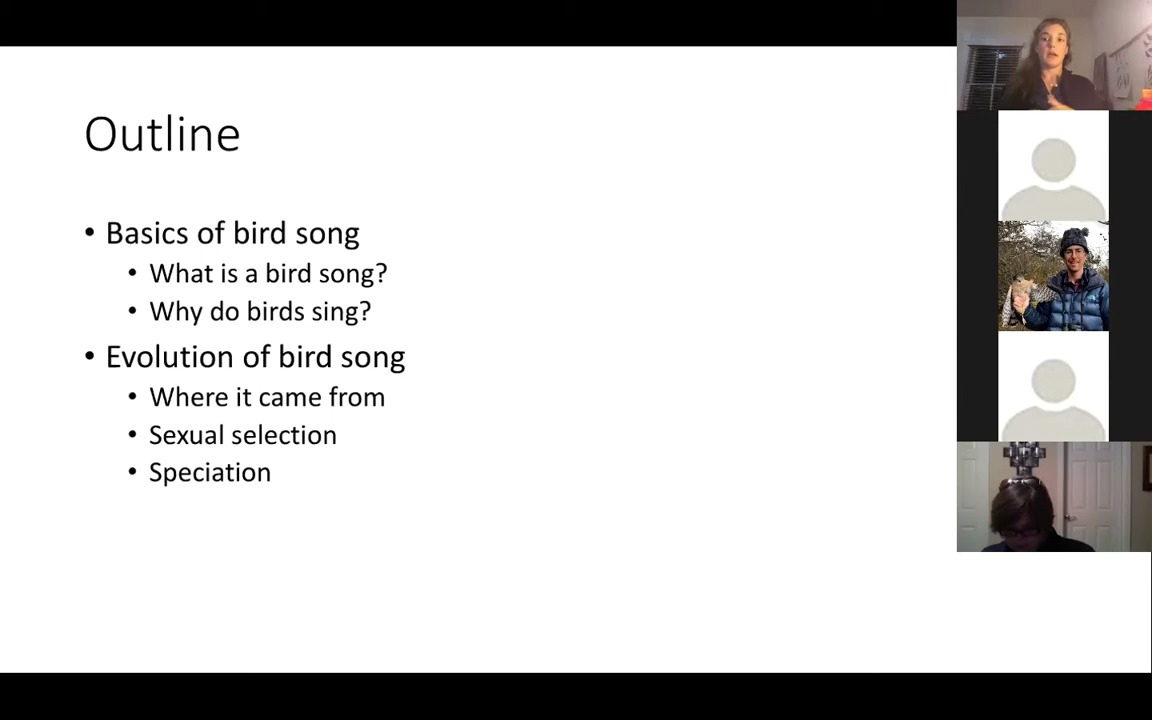 Outline
• Basics of bird song
• What is a bird song?
• Why do birds sing?
• Evolution of bird song
• Where it came from
• Sexual selection
• Speciation